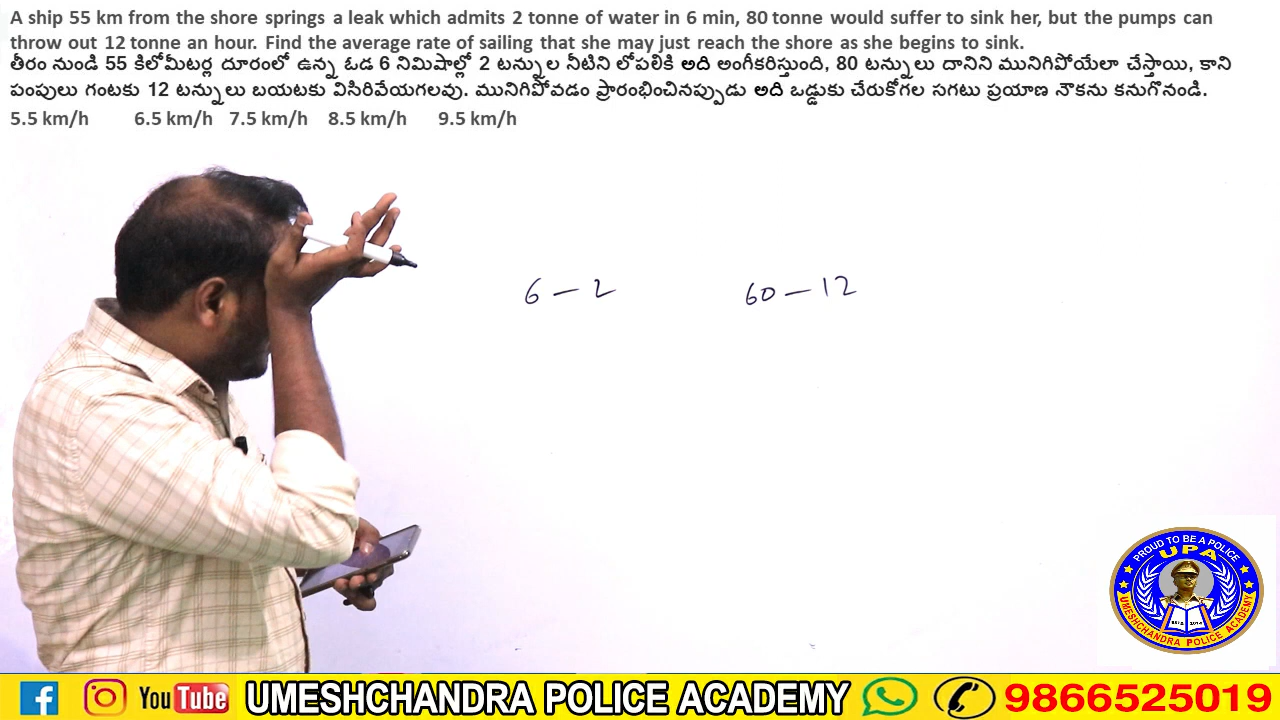 A ship 55 km from the shore springs a leak which admits 2 tonne of water in 6 min, 80 tonne would suffer to sink her, but the pumps can
throw out 12 tonne an hour. Find the average rate of sailing that she may just reach the shore as she begins to sink.
తీరం నుండి 55 కిలోమీటర్ల దూరంలో ఉన్న ఓడ 6 నిమిషాల్లో 2 టన్నుల నీటిని లోపలికి అది అంగీకరిస్తుంది, 80 టన్నులు దానిని మునిగిపోయేలా చేస్తాయి, కాని
పంపులు గంటకు 12 టన్నులు బయటకు విసిరివేయగలవు. మునిగిపోవడం ప్రారంభించినప్పుడు అది ఒడ్డుకు చేరుకోగల సగటు ప్రయాణ నౌకను కనుగొనండి.
5.5 km/h 6.5 km/h 7.5 km/h 8.5 km/h 9.5 km/h
6 – 2 60 – 12
PROUD TO BE A POLICE
UPA
UMESHCHANDRA POLICE ACADEMY
f YouTube UMESHCHANDRA POLICE ACADEMY 9866525019